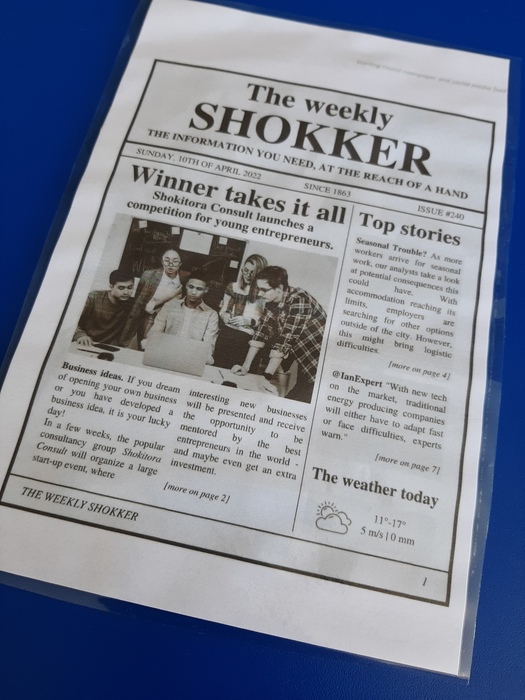 Starting round newspaper and social media feed
The weekly
SHOKKER
THE INFORMATION YOU NEED, AT THE REACH OF A HAND
SUNDAY, 10TH OF APRIL 2022 SINCE 1863 ISSUE #240
Winner takes it all
Shokitora Consult launches a
competition for young entrepreneurs.
Business ideas. If you dream
of opening your own business
or you have developed a
business idea, it is your lucky
day!
In a few weeks, the popular
consultancy group Shokitora
Consult will organize a large
start-up event, where
interesting new businesses
will be presented and receive
the opportunity to be
mentored by the best
entrepreneurs in the world -
and maybe even get an extra
investment.
[more on page 2]
Top stories
Seasonal Trouble? As more
workers arrive for seasonal
work, our analysts take a look
at potential consequences this
could have. With
accommodation reaching its
limits, employers are
searching for other options
outside of the city. However,
this might bring logistic
difficulties.
[more on page 4]
@IanExpert "With new tech
on the market, traditional
energy producing companies
will either have to adapt fast
or face difficulties, experts
warn."
[more on page 7]
The weather today
11°-17°
5 m/s | 0 mm
THE WEEKLY SHOKKER
1